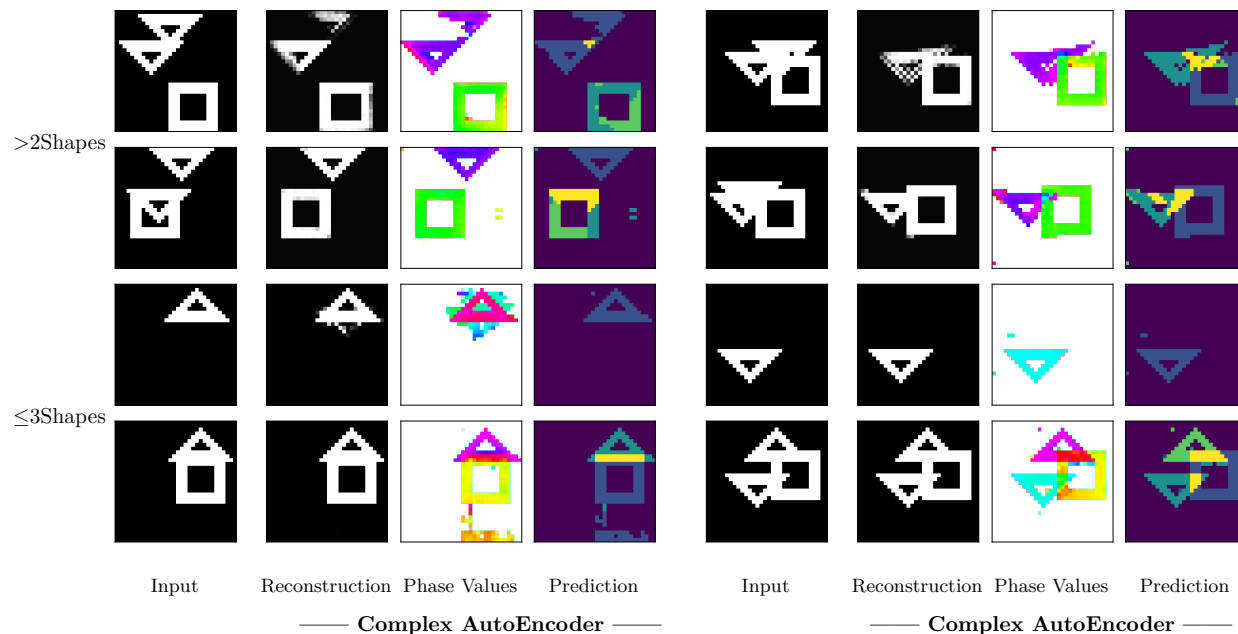 >2Shapes
≤3Shapes
Input Reconstruction Phase Values Prediction Input Reconstruction Phase Values Prediction
Complex AutoEncoder Complex AutoEncoder